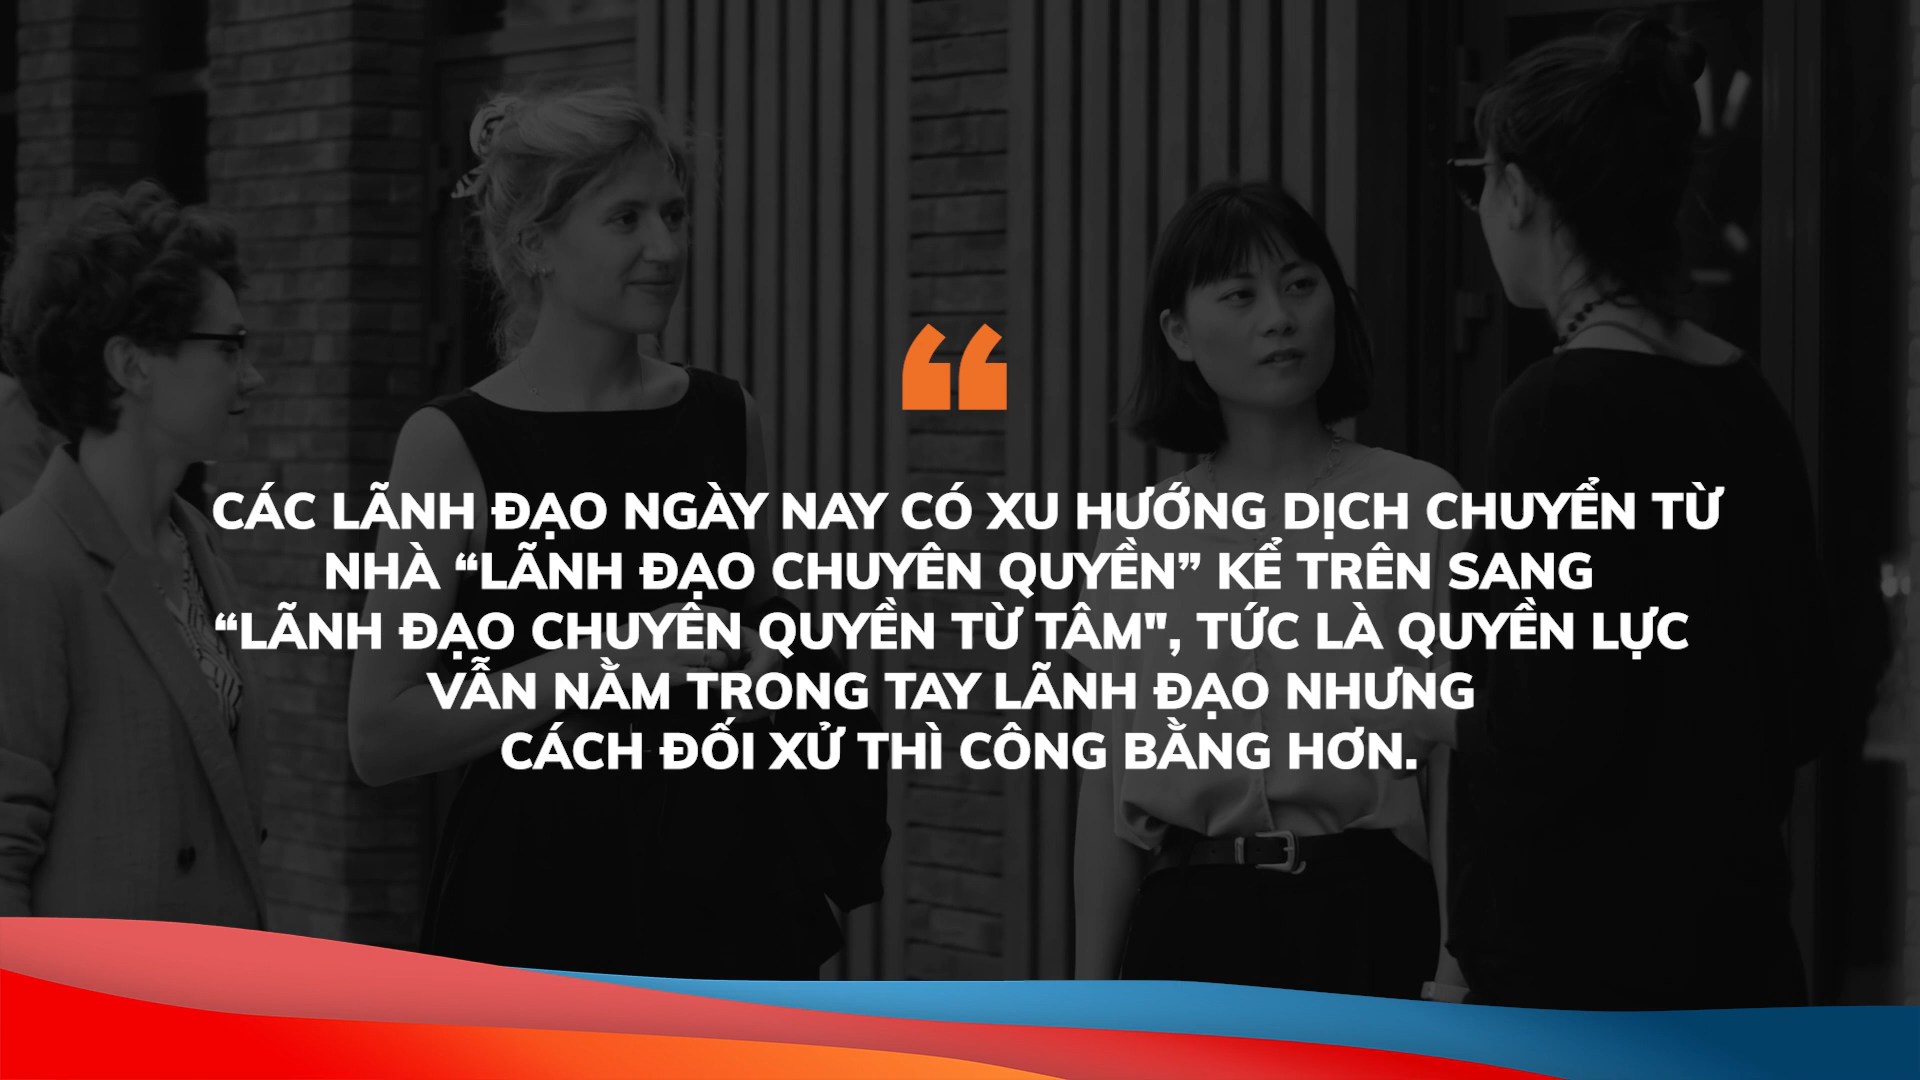 “
CÁC LÃNH ĐẠO NGÀY NAY CÓ XU HƯỚNG DỊCH CHUYỂN TỪ
NHÀ “LÃNH ĐẠO CHUYÊN QUYỀN” KỂ TRÊN SANG
“LÃNH ĐẠO CHUYÊN QUYỀN TỪ TÂM", TỨC LÀ QUYỀN LỰC
VẪN NẰM TRONG TAY LÃNH ĐẠO NHƯNG
CÁCH ĐỐI XỬ THÌ CÔNG BẰNG HƠN.